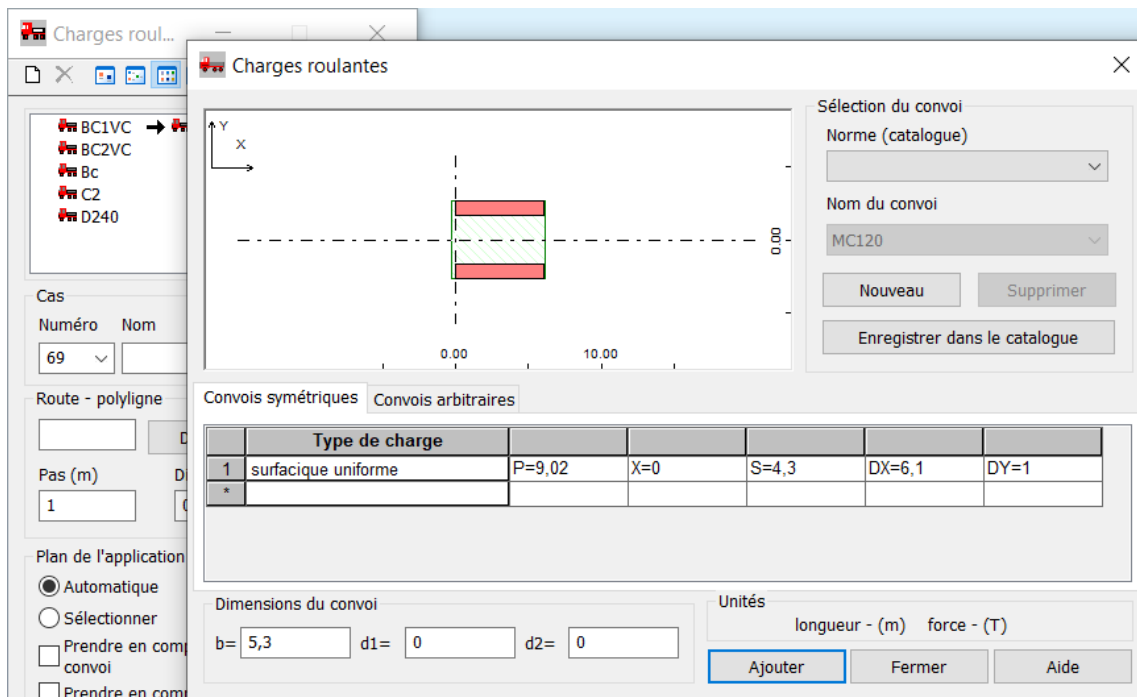 Charges roul...
Charges roulantes
BC1VC
BC2VC
Bc
C2
D240
Cas
Numéro Nom
69
Route - polyligne
Pas (m)
1
Plan de l'application
Automatique
Sélectionner
Prendre en
convoi
Prendre en
Y
X
0.00
0.00 10.00
Sélection du convoi
Norme (catalogue)
Nom du convoi
MC120
Nouveau Supprimer
Enregistrer dans le catalogue
Convois symétriques Convois arbitraires
Type de charge
1 surfacique uniforme P=9,02 X=0 S=4,3 DX=6,1 DY=1
*
Dimensions du convoi
b= 5,3 d1= 0 d2= 0
Unités
longueur - (m) force - (T)
Ajouter Fermer Aide